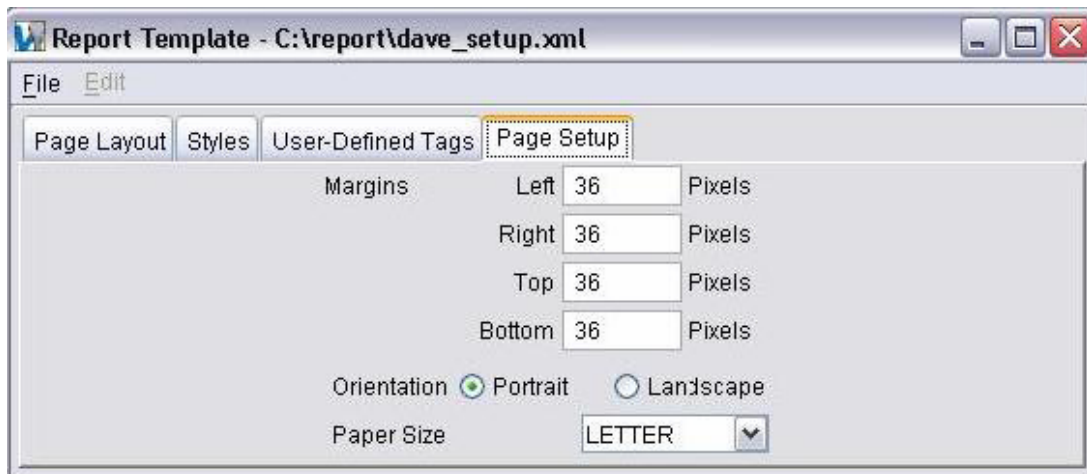 Report Template - C:\report\dave_setup.xml
File Edit
Page Layout Styles User-Defined Tags Page Setup
Margins Left 36 Pixels
Right 36 Pixels
Top 36 Pixels
Bottom 36 Pixels
Orientation Portrait Landscape
Paper Size LETTER